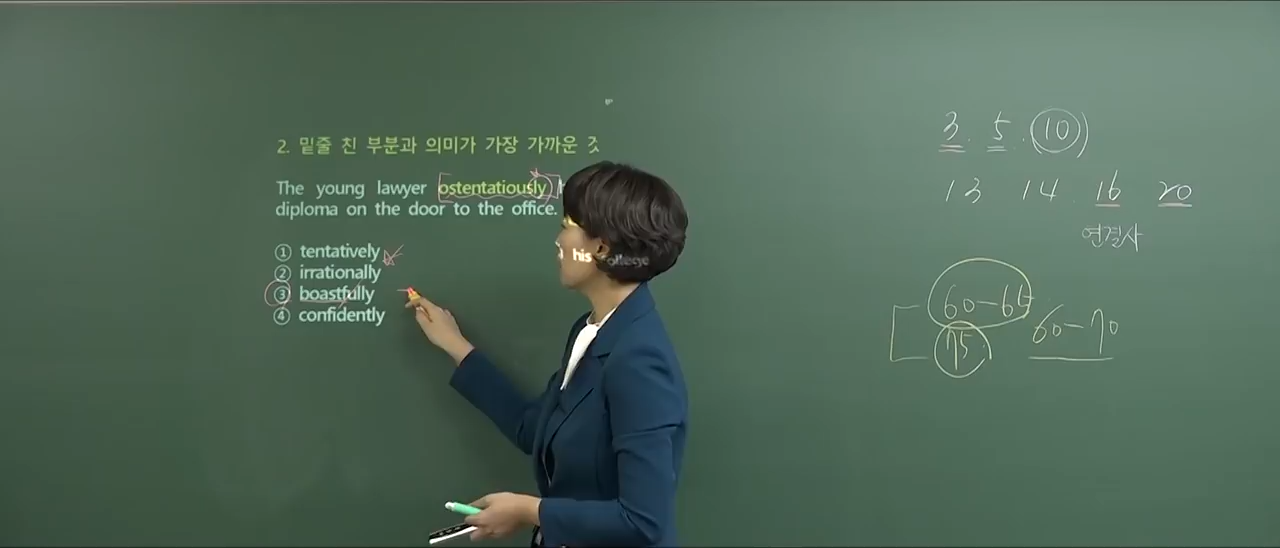 2. 밑줄 친 부분과 의미가 가장 가까운 것
The young lawyer ostentatiously
his college
diploma on the door to the office.
① tentatively
② irrationally
③ boastfully
④ confidently
3. 5. 10)
13 14. 16 20
연결사
60-65
75. 60-70